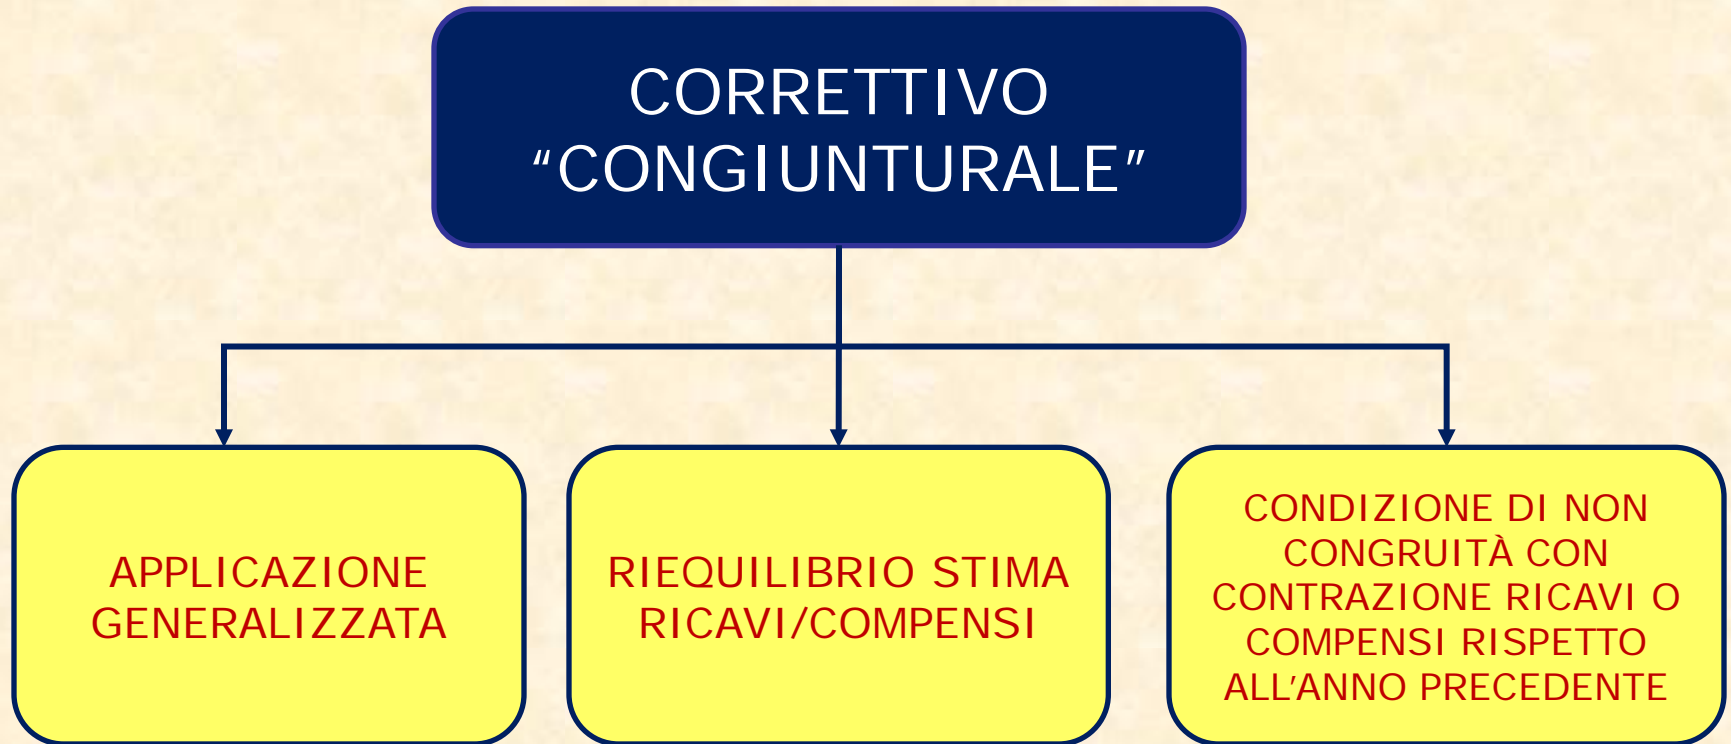 CORRETTIVO
“CONGIUNTURALE”
APPLICAZIONE
GENERALIZZATA
RIEQUILIBRIO STIMA
RICAVI/COMPENSI
CONDIZIONE DI NON
CONGRUITÀ CON
CONTRAZIONE RICAVI O
COMPENSI RISPETTO
ALL’ANNO PRECEDENTE